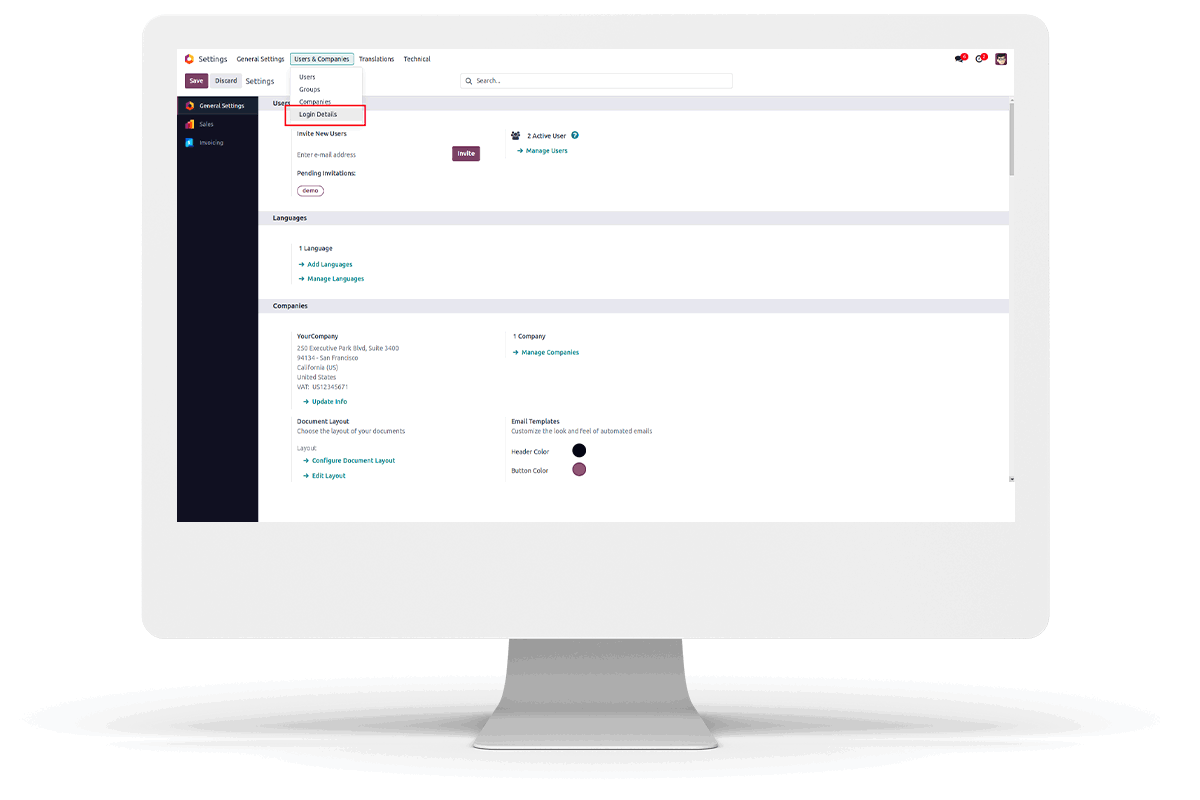 Settings General Settings Users & Companies Translations Technical
Save Discard Settings Search...
Users
Groups
Companies
Login Details
General Settings
Sales
Invoicing
Users
Invite New Users
Enter e-mail address Invite
Pending Invitations:
demo
2 Active User ?
Manage Users
Languages
1 Language
Add Languages
Manage Languages
Companies
YourCompany
250 Executive Park Blvd, Suite 3400
94134 - San Francisco
California (US)
United States
VAT: US12345671
Update Info
1 Company
Manage Companies
Document Layout
Choose the layout of your documents
Layout
Configure Document Layout
Edit Layout
Email Templates
Customize the look and feel of automated emails
Header Color
Button Color